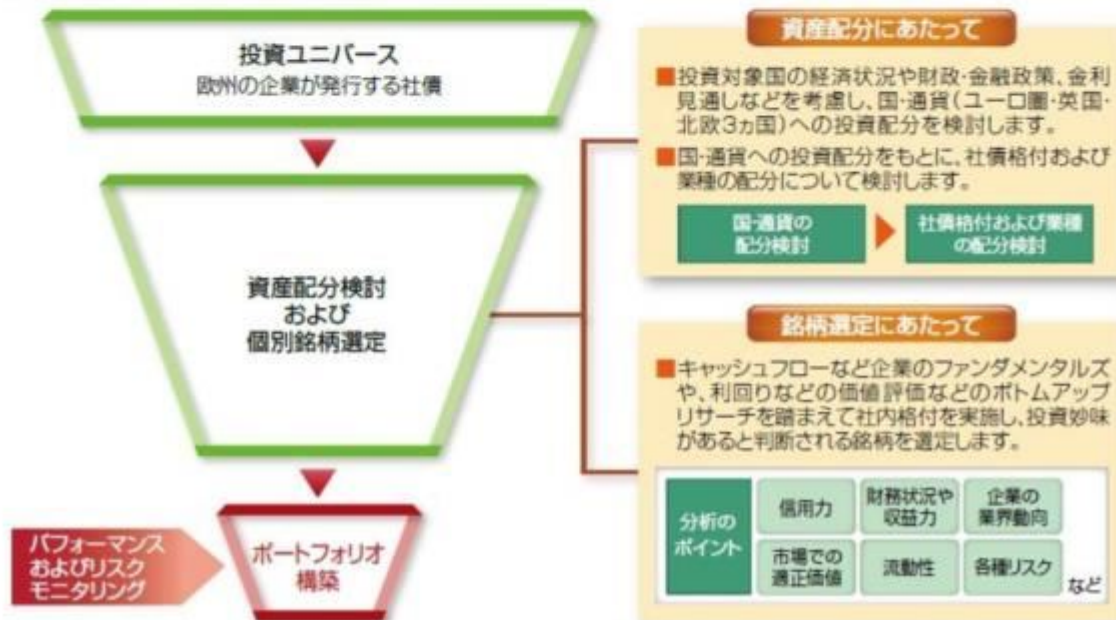 投資ユニバース
欧州の企業が発行する社債
資産配分検討
および
個別銘柄選定
パフォーマンス
およびリスク
モニタリング
ポートフォリオ
構築
資産配分にあたって
■投資対象国の経済状況や財政・金融政策、金利
見通しなどを考慮し、国・通貨(ユーロ圏・英国・
北欧3ヵ国)への投資配分を検討します。
■国・通貨への投資配分をもとに、社債格付および
業種の配分について検討します。
国・通貨の
配分検討
社債格付および業種
の配分検討
銘柄選定にあたって
■キャッシュフローなど企業のファンダメンタルズ
や、利回りなどの価値評価などのボトムアップ
リサーチを踏まえて社内格付を実施し、投資妙味
があると判断される銘柄を選定します。
分析の
ポイント
信用力
財務状況や
収益力
企業の
業界動向
市場での
適正価値
流動性
各種リスク
など